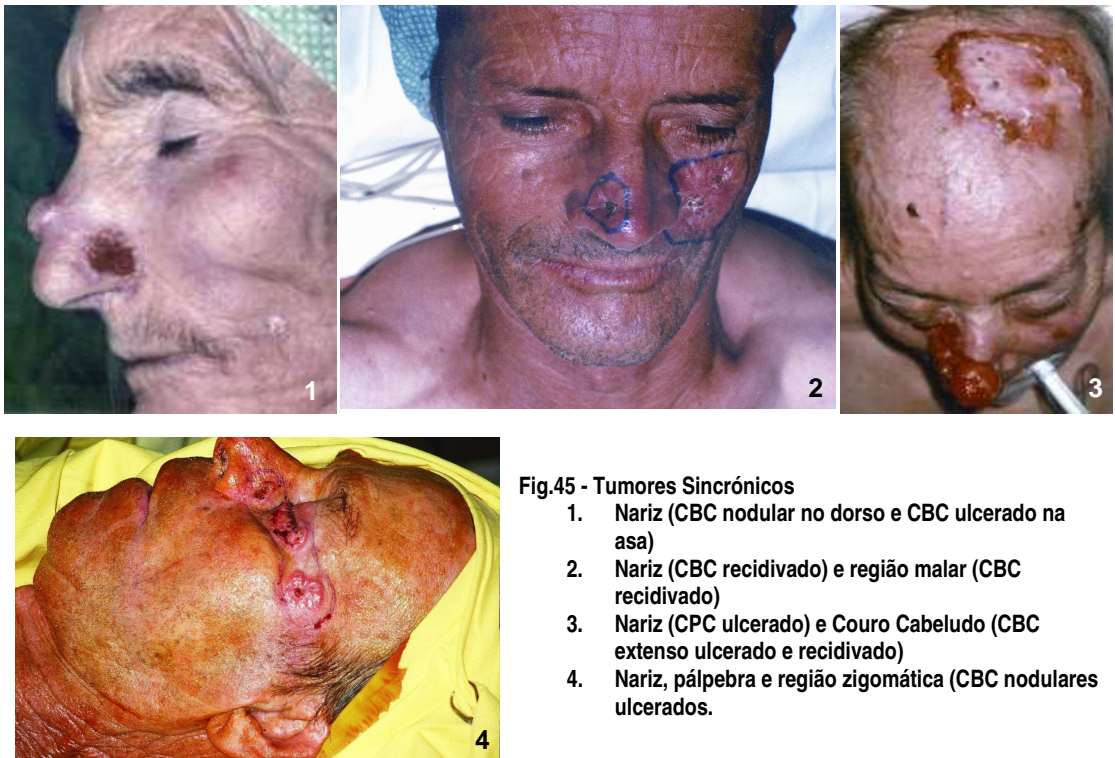 1
2
3
4
Fig.45 - Tumores Sincrónicos
1. Nariz (CBC nodular no dorso e CBC ulcerado na
asa)
2. Nariz (CBC recidivado) e região malar (CBC
recidivado)
3. Nariz (CPC ulcerado) e Couro Cabeludo (CBC
extenso ulcerado e recidivado)
4. Nariz, pálpebra e região zigomática (CBC nodulares
ulcerados.